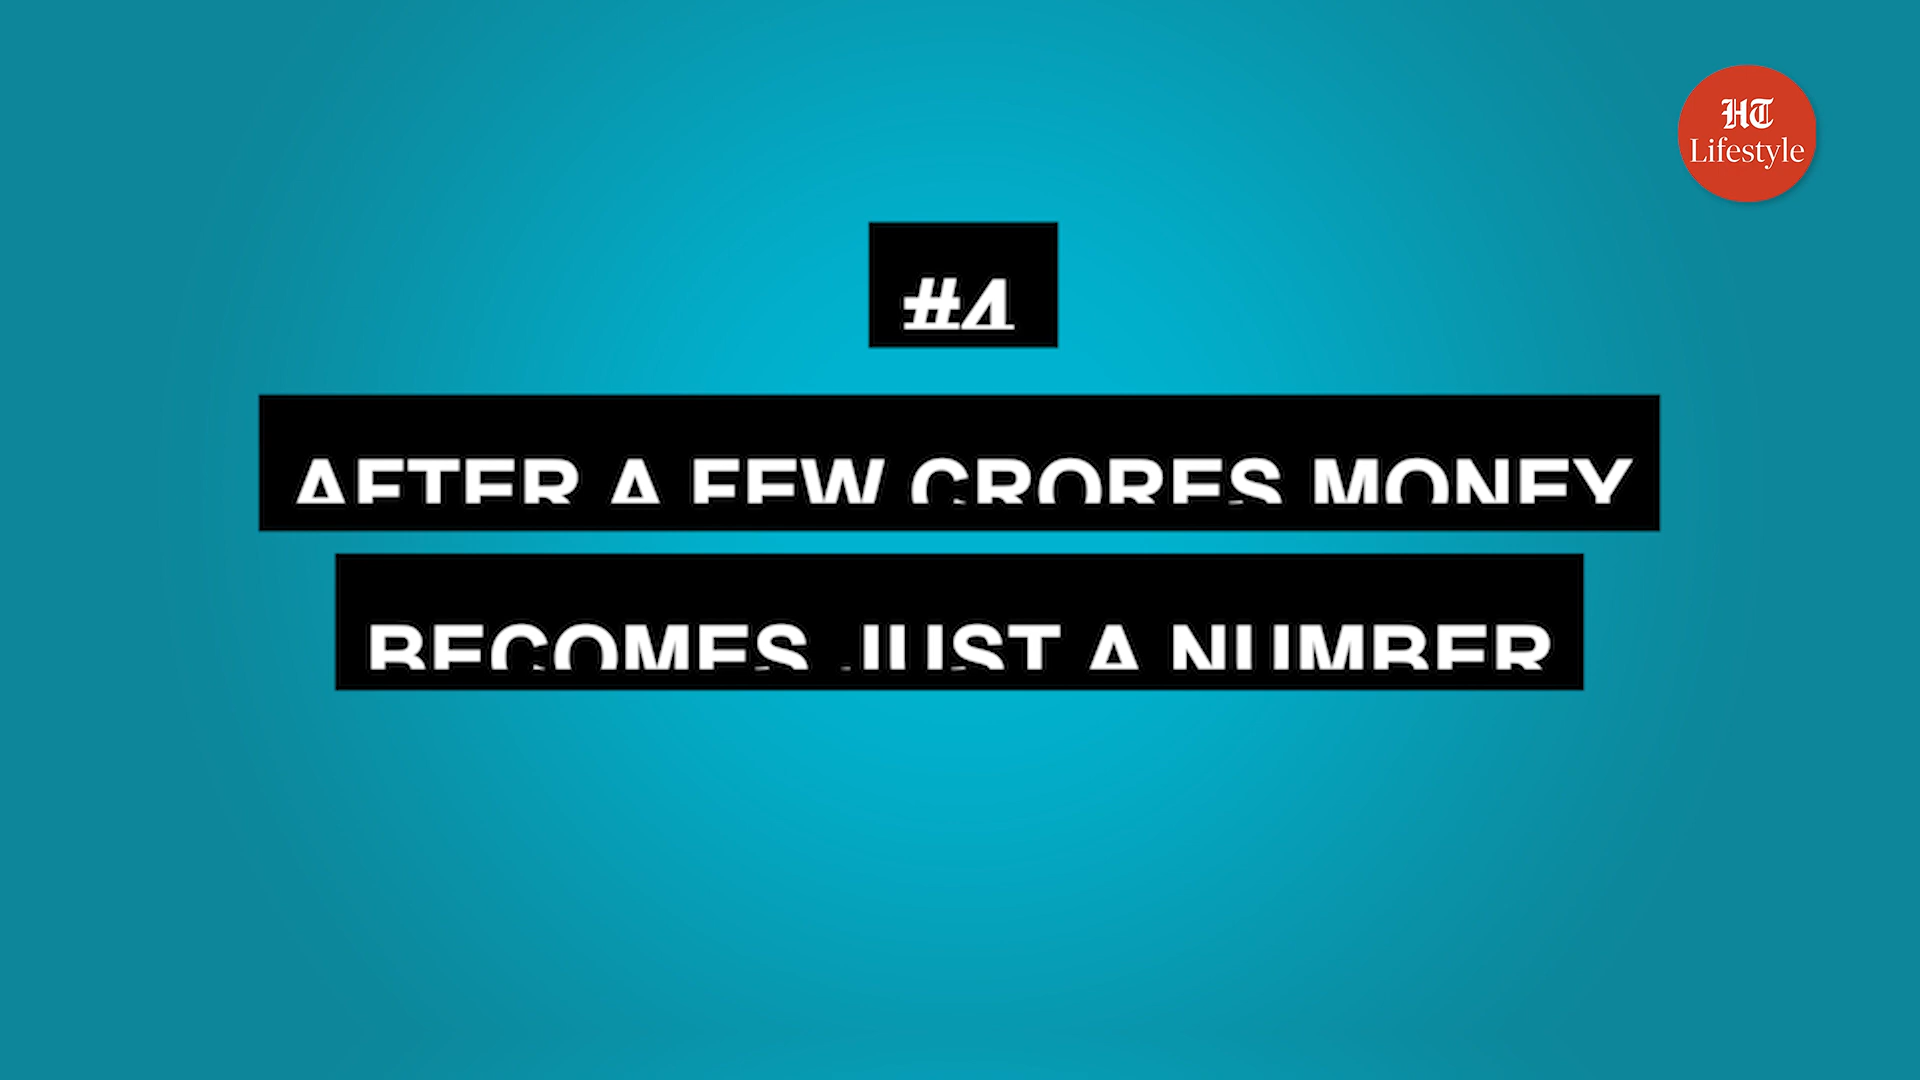 HT
Lifestyle
#4
AFTER A FEW CRORES MONEY
BECOMES JUST A NUMBER